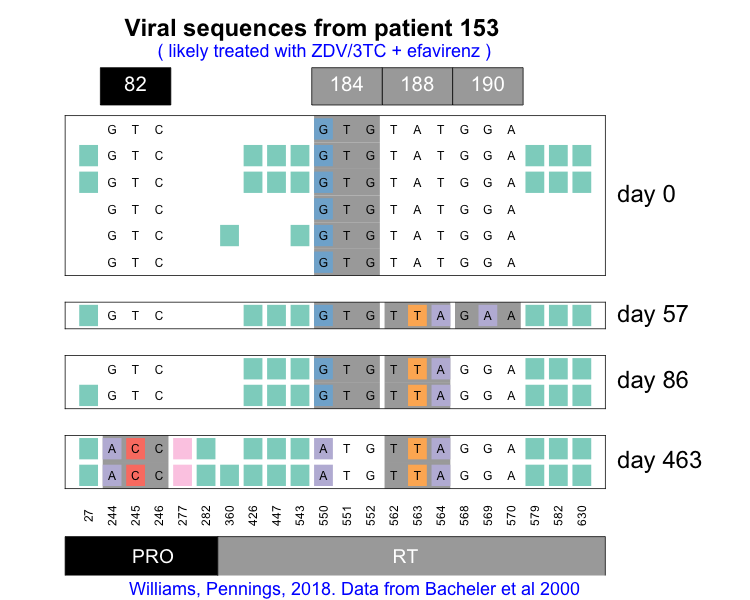 Viral sequences from patient 153
( likely treated with ZDV/3TC + efavirenz )
82 184 188 190
G T C G T G T A T G G A
G T C G T G T A T G G A
G T C G T G T A T G G A
G T C G T G T A T G G A
G T C G T G T A T G G A
G T C G T G T A T G G A
day 0
G T C G T G T T A G A A
day 57
G T C G T G T T A G G A
G T C G T G T T A G G A
day 86
A C C A T G T T A G G A
A C C A T G T T A G G A
day 463
27 244 245 246 277 282 360 426 447 543 550 551 552 562 563 564 568 569 570 579 582 630
PRO RT
Williams, Pennings, 2018. Data from Bacheler et al 2000